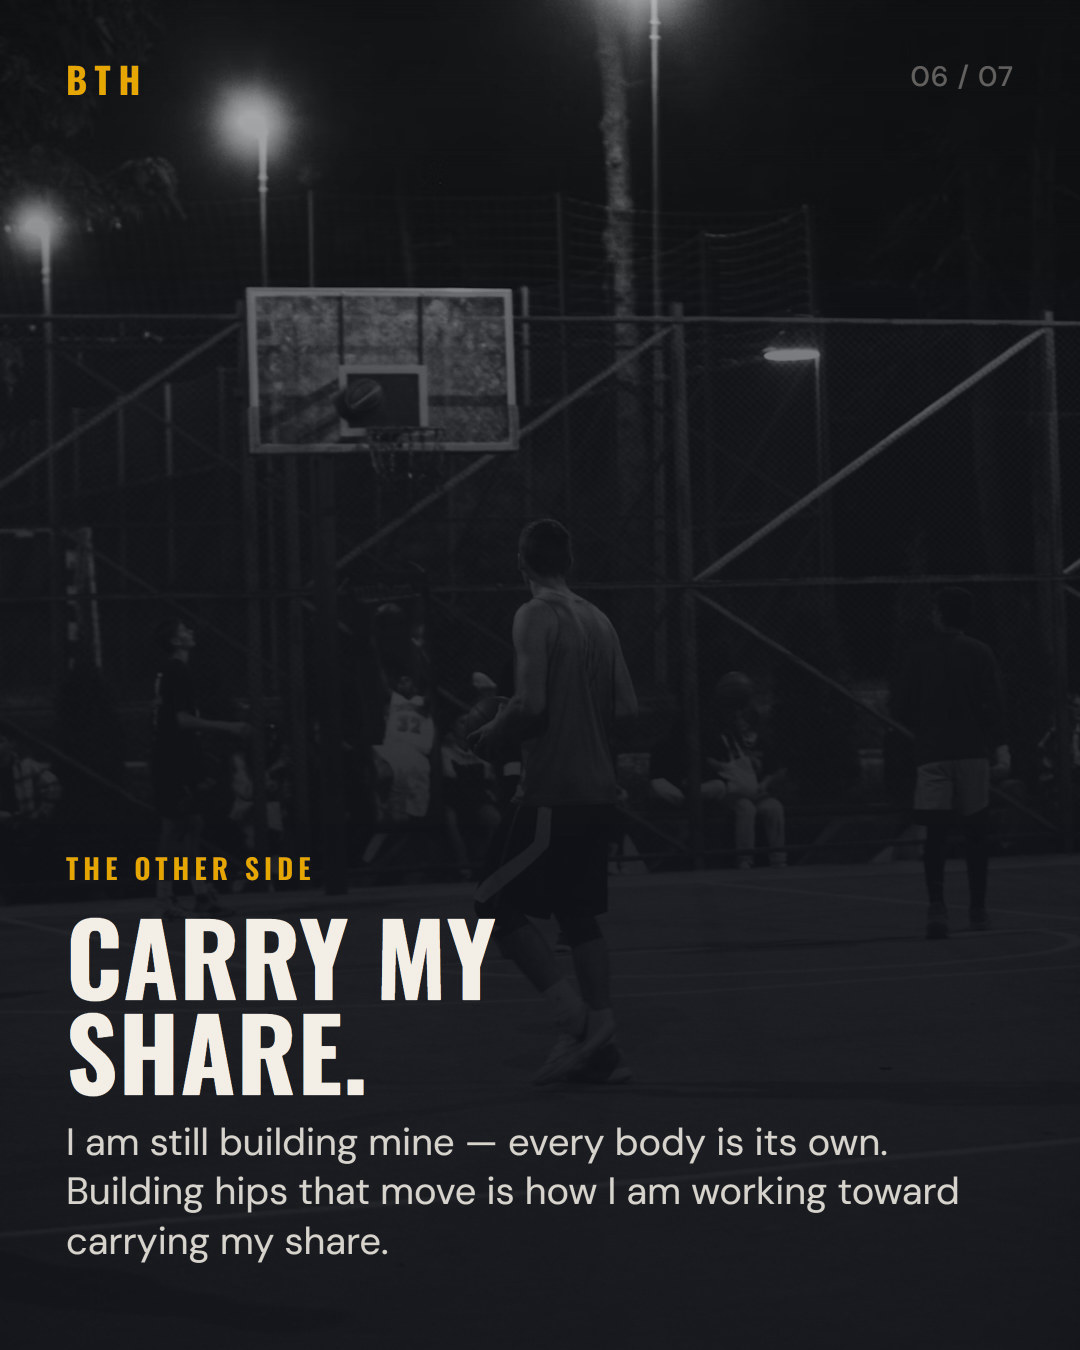 BTH
06 / 07
THE OTHER SIDE
CARRY MY
SHARE.
I am still building mine — every body is its own.
Building hips that move is how I am working toward
carrying my share.